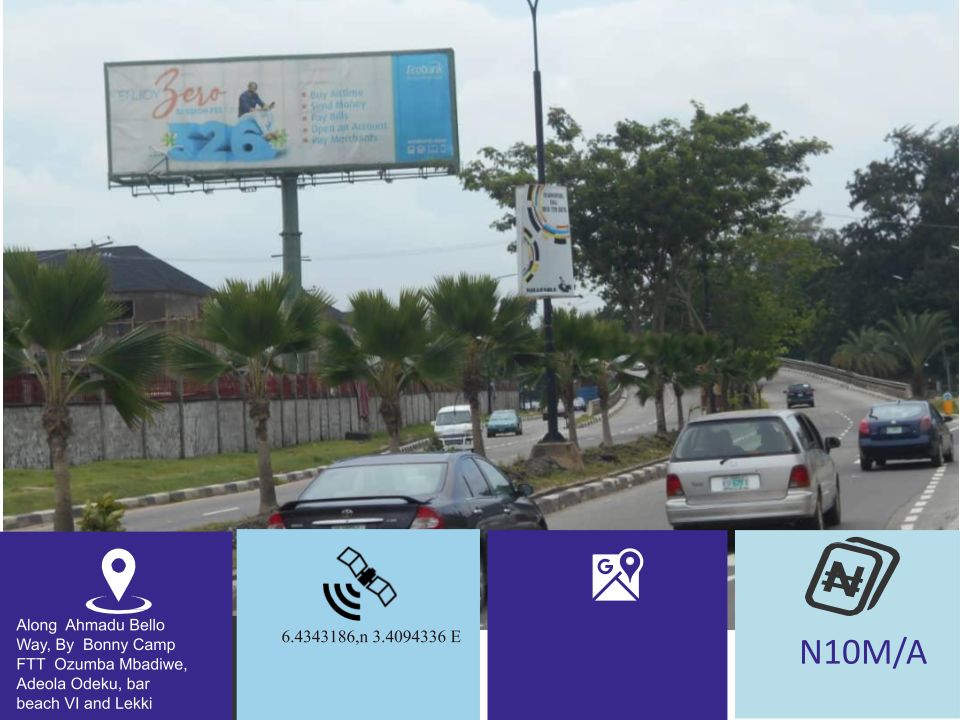 ENJOY Zero
326
Buy Airtime
Send Money
Pay Bills
Open an Account
Pay Merchants
Ecobank
Along Ahmadu Bello
Way, By Bonny Camp
FTT Ozumba Mbadiwe,
Adeola Odeku, bar
beach VI and Lekki
6.4343186,n 3.4094336 E
G
N10M/A